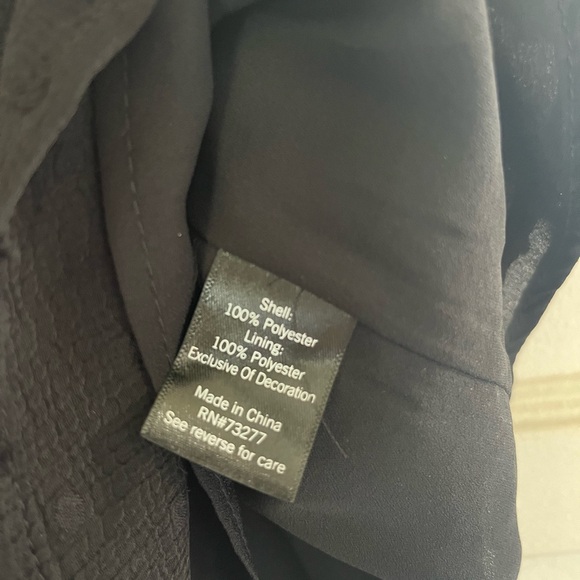 Shell:
100% Polyester
Lining:
100% Polyester
Exclusive Of Decoration
Made in China
RN#73277
See reverse for care